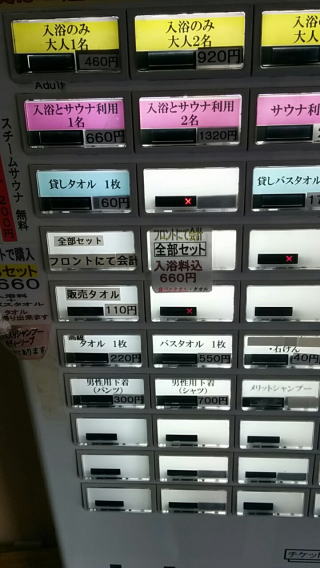 入浴のみ
大人1名
460円
入浴のみ
大人2名
920円
入浴のみ
大人
Adult
入浴とサウナ利用
1名
660円
入浴とサウナ利用
2名
1320円
サウナ利用
スチームサウナ 無料
貸しタオル 1枚
60円
貸しバスタオル
全部セット
フロントにて会計
フロントにて会計
全部セット
入浴料込
660円
で購入
セット
660
販売タオル
110円
タオル 1枚
220円
バスタオル 1枚
550円
・石けん
40円
男性用下着
(パンツ)
300円
男性用下着
(シャツ)
700円
メリットシャンプー
チケット